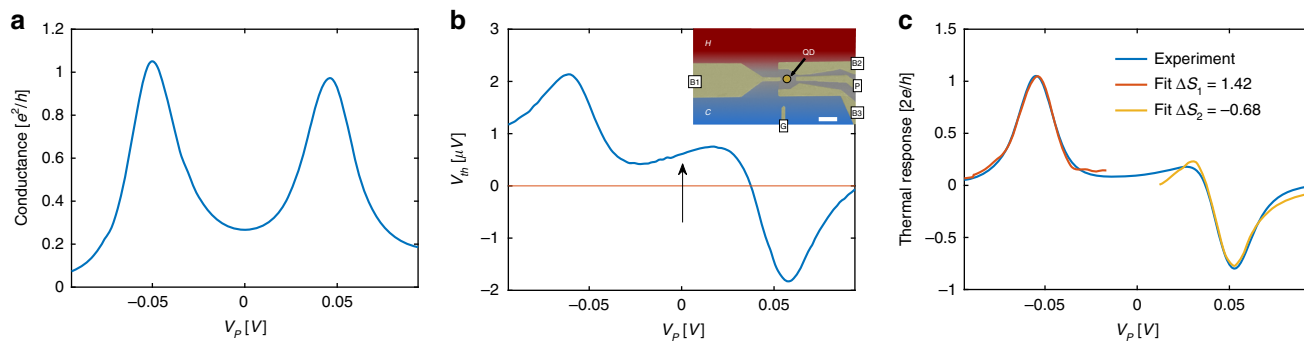 a
Conductance [e²/h]
1.2
1
0.8
0.6
0.4
0.2
0
−0.05
0
0.05
V_P [V]
b
V_th [μV]
3
2
1
0
−1
−2
−0.05
0
0.05
V_P [V]
H
QD
B1
B2
P
B3
C
G
c
Thermal response [2e/h]
1.5
1
0.5
0
−0.5
−1
−0.05
0
0.05
V_P [V]
Experiment
Fit ΔS₁ = 1.42
Fit ΔS₂ = −0.68